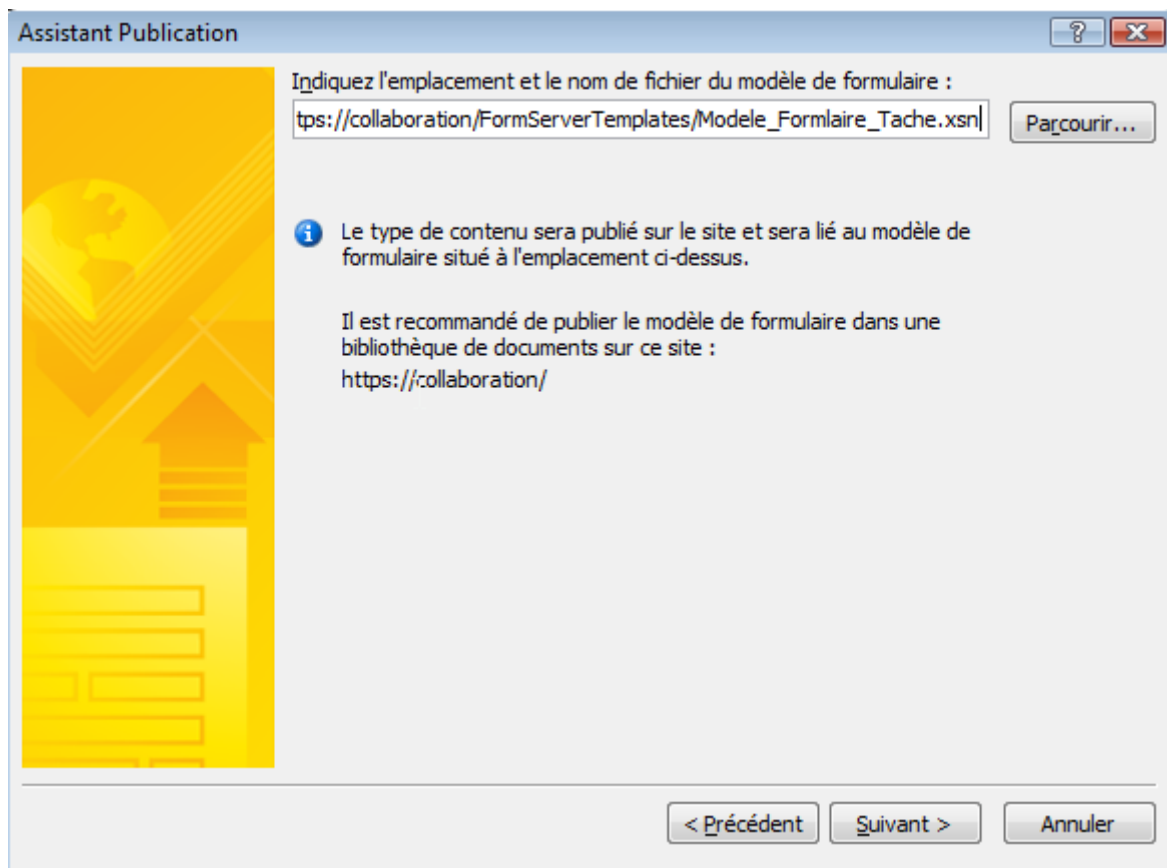 Assistant Publication
Indiquez l'emplacement et le nom de fichier du modèle de formulaire :
tps://collaboration/FormServerTemplates/Modele_Formlaire_Tache.xsn
Parcourir...
Le type de contenu sera publié sur le site et sera lié au modèle de
formulaire situé à l'emplacement ci-dessus.
Il est recommandé de publier le modèle de formulaire dans une
bibliothèque de documents sur ce site :
https://collaboration/
< Précédent
Suivant >
Annuler